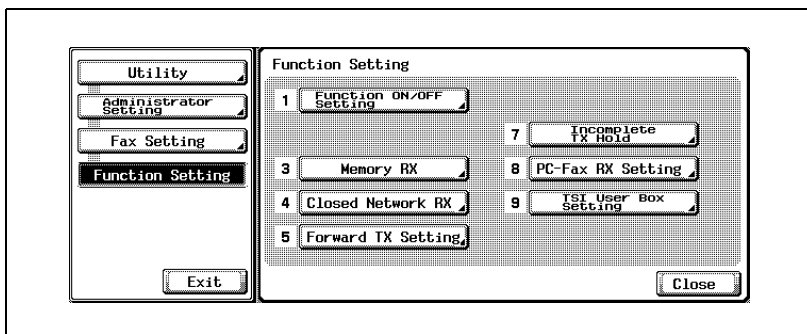 Utility
Administrator
Setting
Fax Setting
Function Setting
Exit
Function Setting
1 Function ON/OFF
Setting
3 Memory RX
4 Closed Network RX
5 Forward TX Setting
7 Incomplete
TX Hold
8 PC-Fax RX Setting
9 TSI User Box
Setting
Close